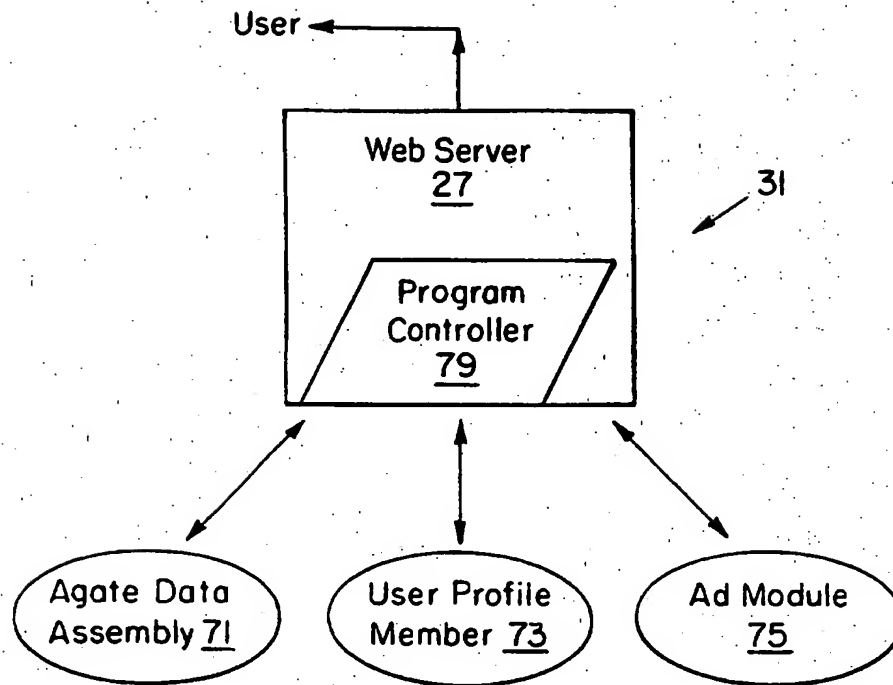 User
Web Server
27
31
Program
Controller
79
Agate Data
Assembly 71
User Profile
Member 73
Ad Module
75